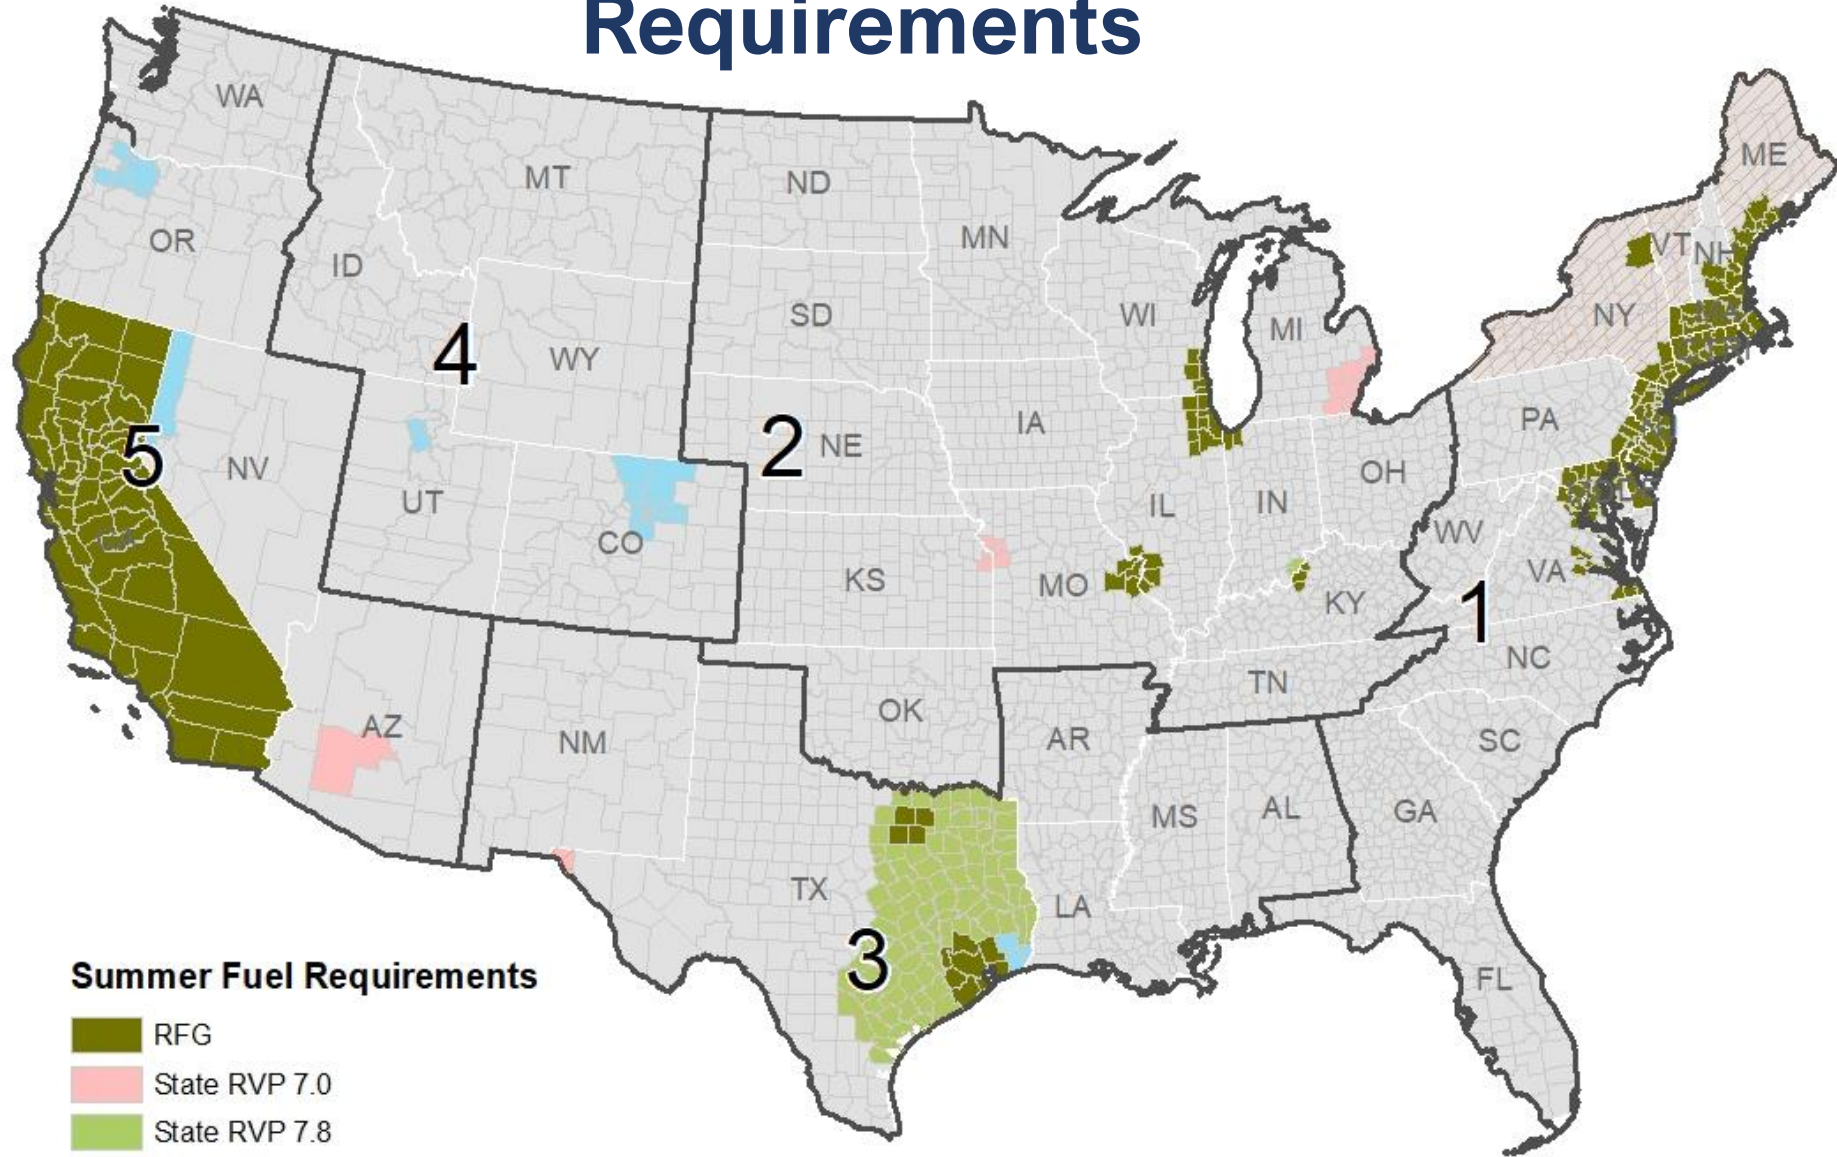 Requirements
WA
MT
ND
MN
ME
OR
ID
SD
WI
MI
VT
NH
NY
4
WY
5
NV
UT
CO
2
NE
IA
PA
OH
IL
IN
WV
VA
KS
MO
KY
1
NC
TN
AZ
NM
OK
AR
SC
MS
AL
GA
TX
LA
3
FL
Summer Fuel Requirements
RFG
State RVP 7.0
State RVP 7.8